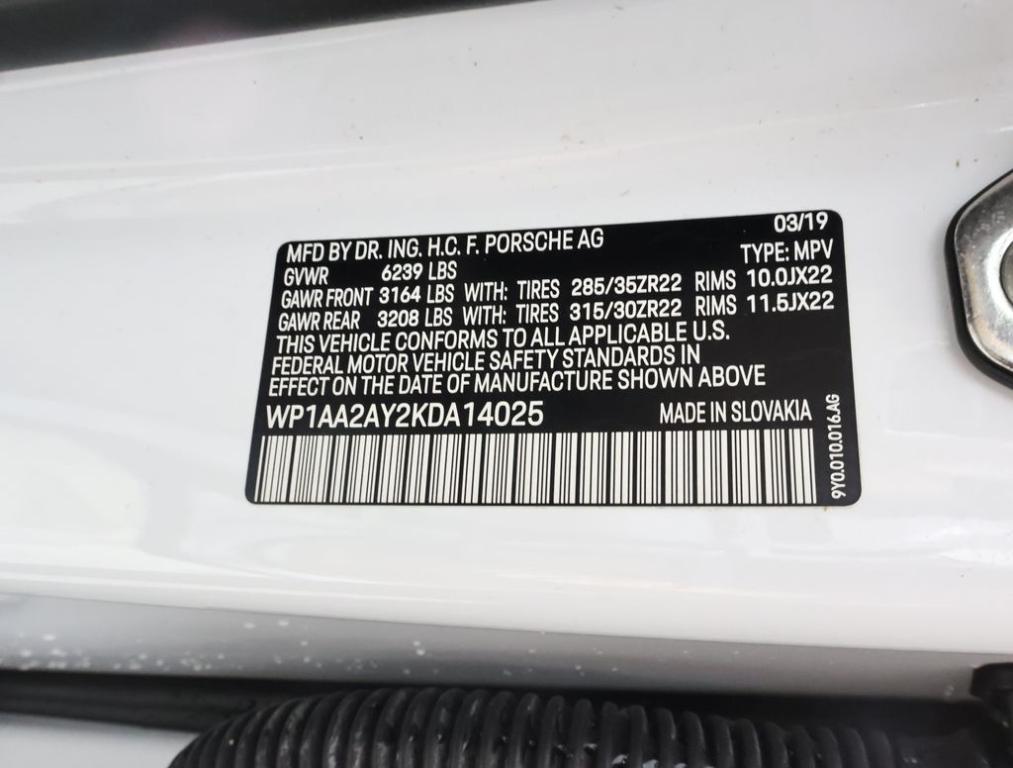 03/19
MFD BY DR. ING. H.C. F. PORSCHE AG
TYPE: MPV
GVWR 6239 LBS
GAWR FRONT 3164 LBS WITH: TIRES 285/35ZR22 RIMS 10.0JX22
GAWR REAR 3208 LBS WITH: TIRES 315/30ZR22 RIMS 11.5JX22
THIS VEHICLE CONFORMS TO ALL APPLICABLE U.S.
FEDERAL MOTOR VEHICLE SAFETY STANDARDS IN
EFFECT ON THE DATE OF MANUFACTURE SHOWN ABOVE
WP1AA2AY2KDA14025 MADE IN SLOVAKIA
9Y0.010.016.AG